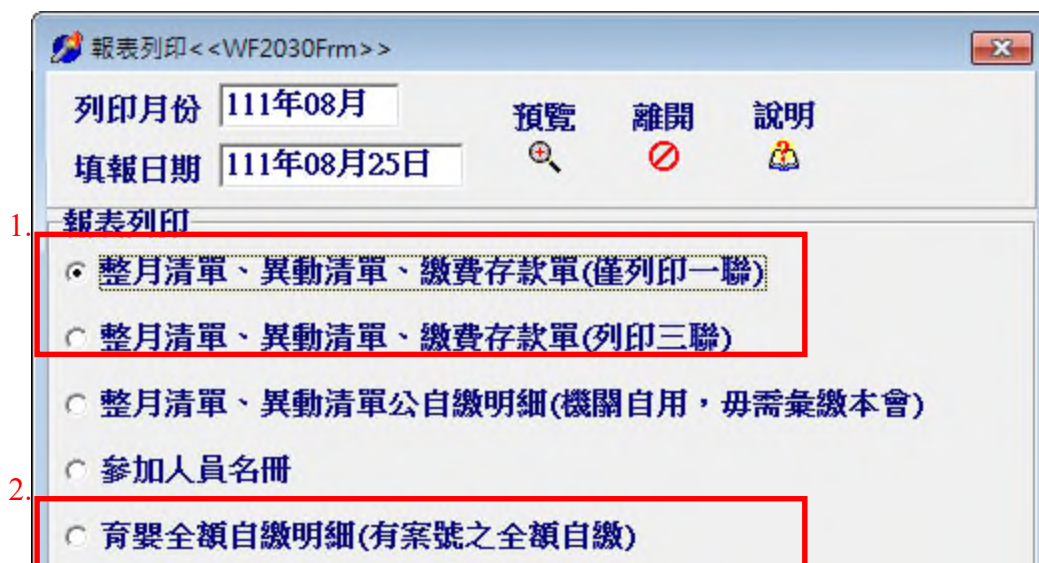 報表列印<<WF2030Frm>>
列印月份 111年08月 預覽 離開 說明
填報日期 111年08月25日
1. 報表列印
整月清單、異動清單、繳費存款單(僅列印一聯)
整月清單、異動清單、繳費存款單(列印三聯)
整月清單、異動清單公自繳明細(機關自用，毋需彙繳本會)
參加人員名冊
2.
育嬰全額自繳明細(有案號之全額自繳)